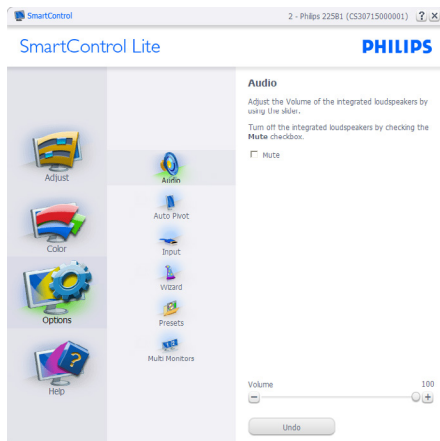 SmartControl
2 - Philips 225B1 (CS30715000001)
SmartControl Lite
PHILIPS
Adjust
Color
Options
Help
Audio
Auto Pivot
Input
Wizard
Presets
Multi Monitors
Audio
Adjust the Volume of the integrated loudspeakers by
using the slider.
Turn off the integrated loudspeakers by checking the
Mute checkbox.
Mute
Volume 100
Undo